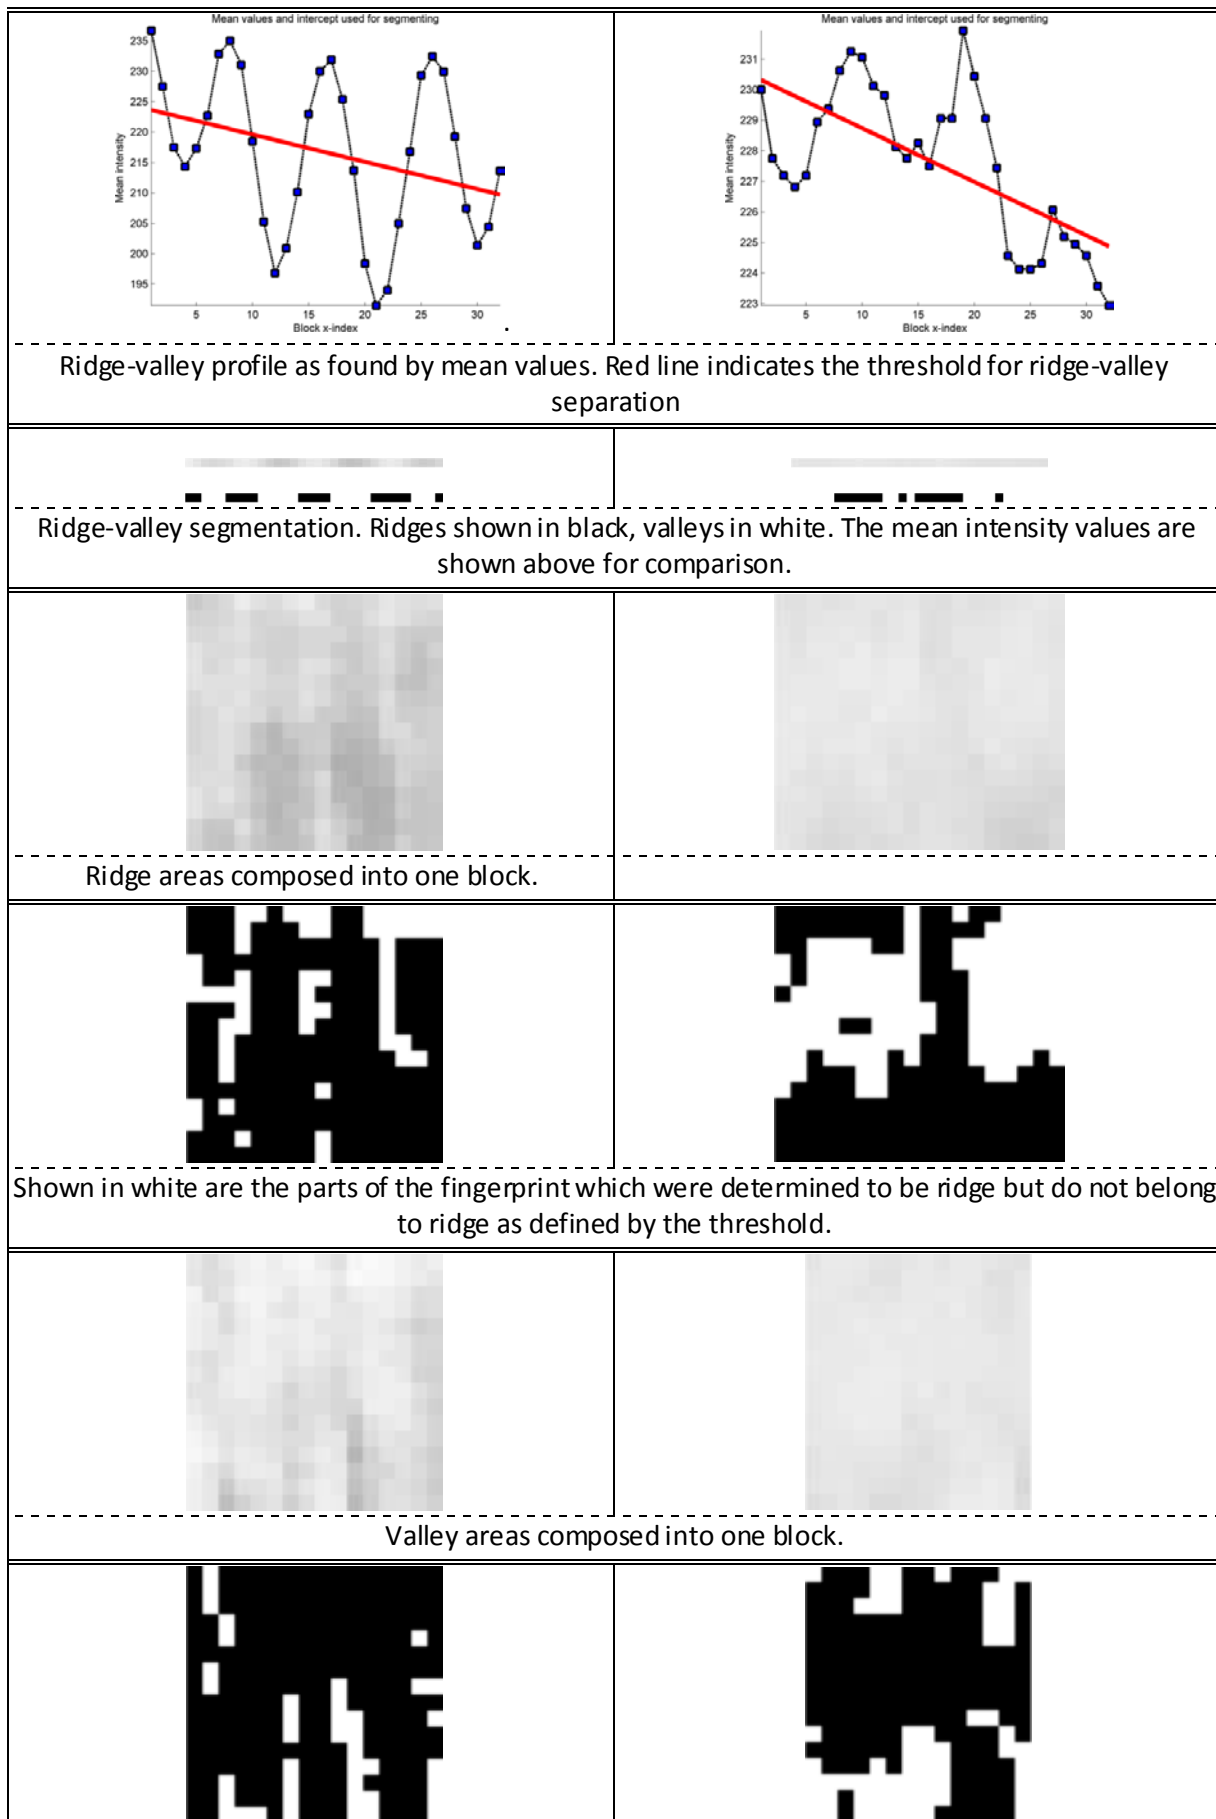 Mean values and intercept used for segmenting
235
230
225
220
215
210
205
200
195
Mean intensity
5 10 15 20 25 30
Block x-index
.
Mean values and intercept used for segmenting
231
230
229
228
227
226
225
224
223
Mean intensity
5 10 15 20 25 30
Block x-index
Ridge-valley profile as found by mean values. Red line indicates the threshold for ridge-valley
separation
Ridge-valley segmentation. Ridges shown in black, valleys in white. The mean intensity values are
shown above for comparison.
Ridge areas composed into one block.
Shown in white are the parts of the fingerprint which were determined to be ridge but do not belong
to ridge as defined by the threshold.
Valley areas composed into one block.